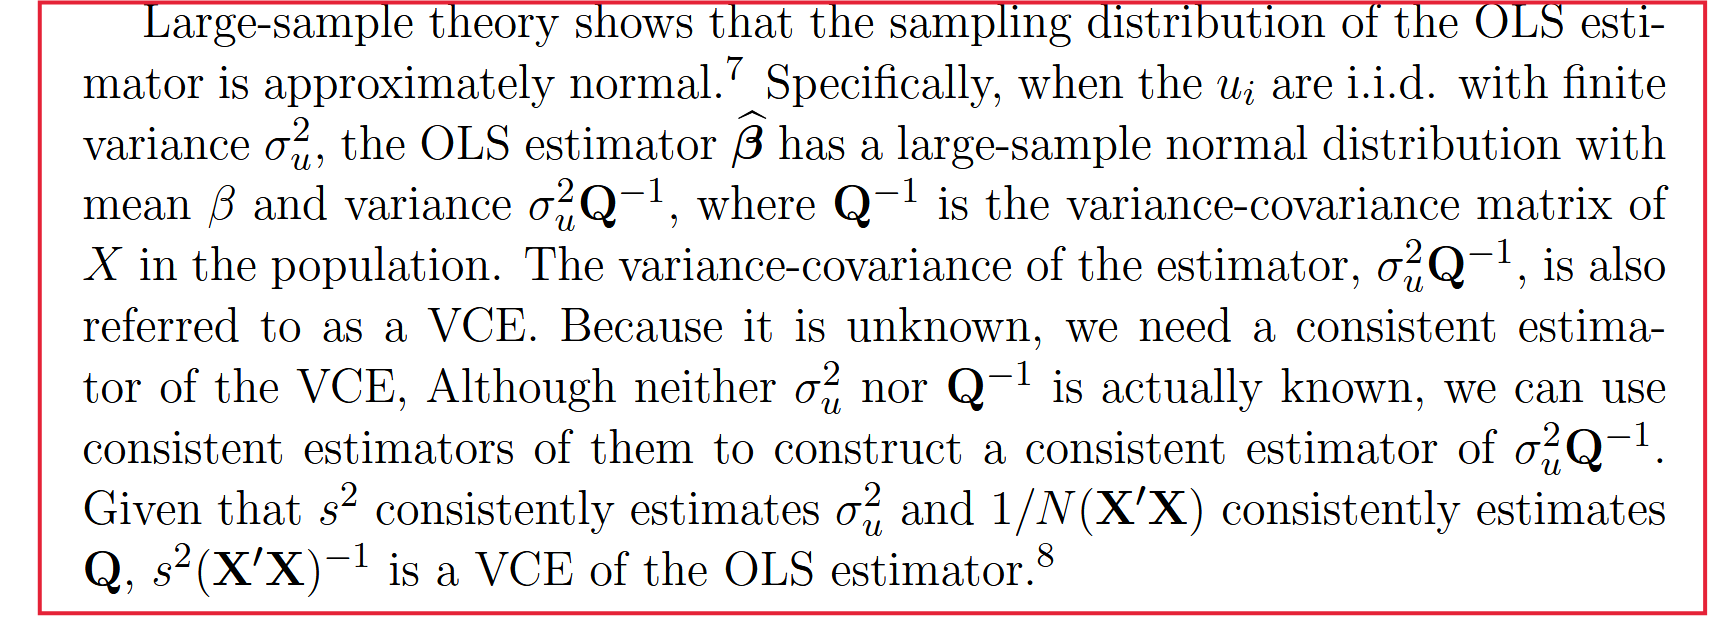 Large-sample theory shows that the sampling distribution of the OLS esti-
mator is approximately normal.⁷ Specifically, when the $u_i$ are i.i.d. with finite
variance $\sigma_u^2$, the OLS estimator $\widehat{\boldsymbol{\beta}}$ has a large-sample normal distribution with
mean $\beta$ and variance $\sigma_u^2\mathbf{Q}^{-1}$, where $\mathbf{Q}^{-1}$ is the variance-covariance matrix of
$X$ in the population. The variance-covariance of the estimator, $\sigma_u^2\mathbf{Q}^{-1}$, is also
referred to as a VCE. Because it is unknown, we need a consistent estima-
tor of the VCE, Although neither $\sigma_u^2$ nor $\mathbf{Q}^{-1}$ is actually known, we can use
consistent estimators of them to construct a consistent estimator of $\sigma_u^2\mathbf{Q}^{-1}$.
Given that $s^2$ consistently estimates $\sigma_u^2$ and $1/N(\mathbf{X}'\mathbf{X})$ consistently estimates
$\mathbf{Q}$, $s^2(\mathbf{X}'\mathbf{X})^{-1}$ is a VCE of the OLS estimator.⁸